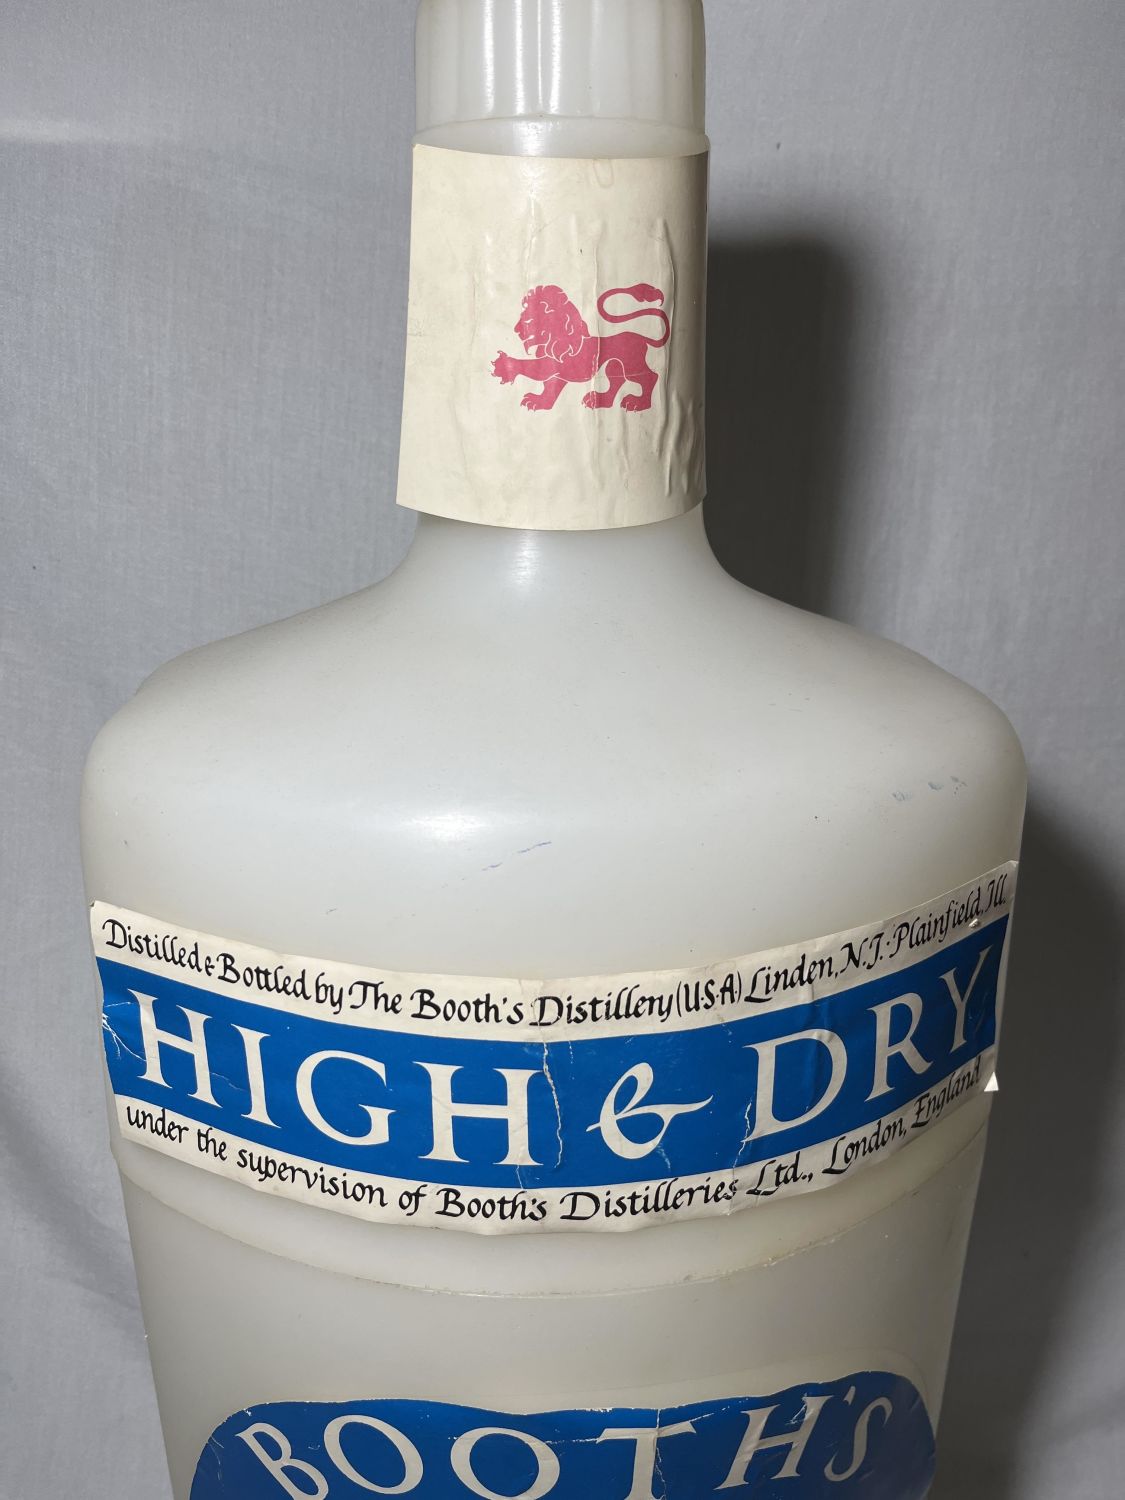 Distilled & Bottled by The Booth's Distillery (U.S.A.) Linden, N.J. · Plainfield, Ill.
HIGH & DRY
under the supervision of Booth's Distilleries Ltd., London, England
BOOTH'S